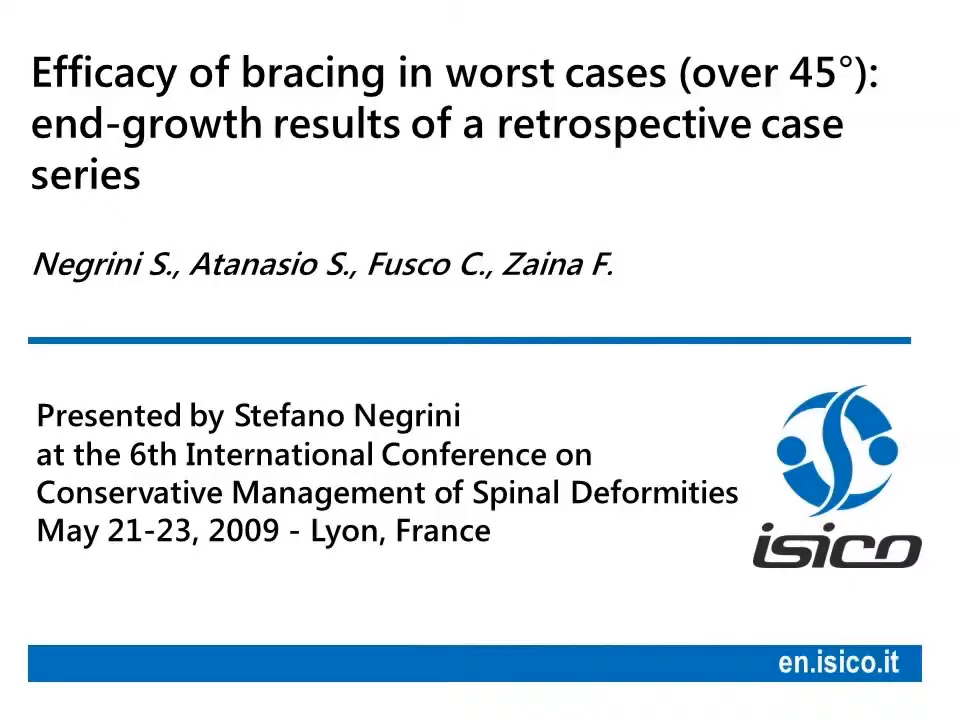 Efficacy of bracing in worst cases (over 45°):
end-growth results of a retrospective case
series
Negrini S., Atanasio S., Fusco C., Zaina F.
Presented by Stefano Negrini
at the 6th International Conference on
Conservative Management of Spinal Deformities
May 21-23, 2009 - Lyon, France
isico
en.isico.it